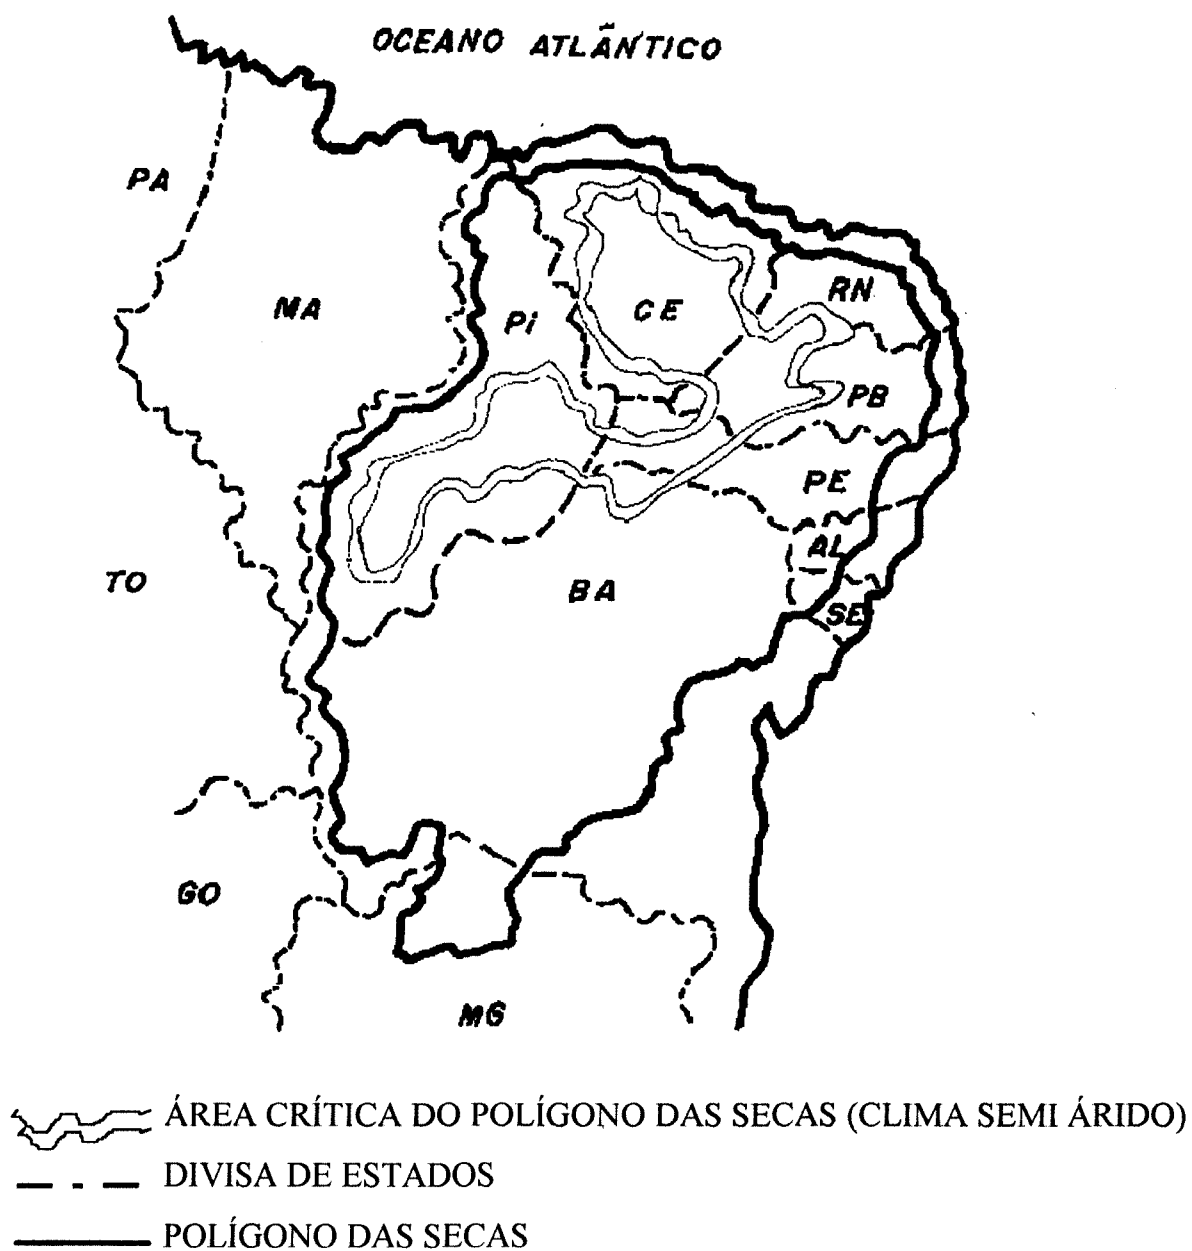 OCEANO ATLÂNTICO
PA
MA
PI
CE
RN
PB
PE
AL
SE
TO
BA
GO
MG
ÁREA CRÍTICA DO POLÍGONO DAS SECAS (CLIMA SEMI ÁRIDO)
DIVISA DE ESTADOS
POLÍGONO DAS SECAS